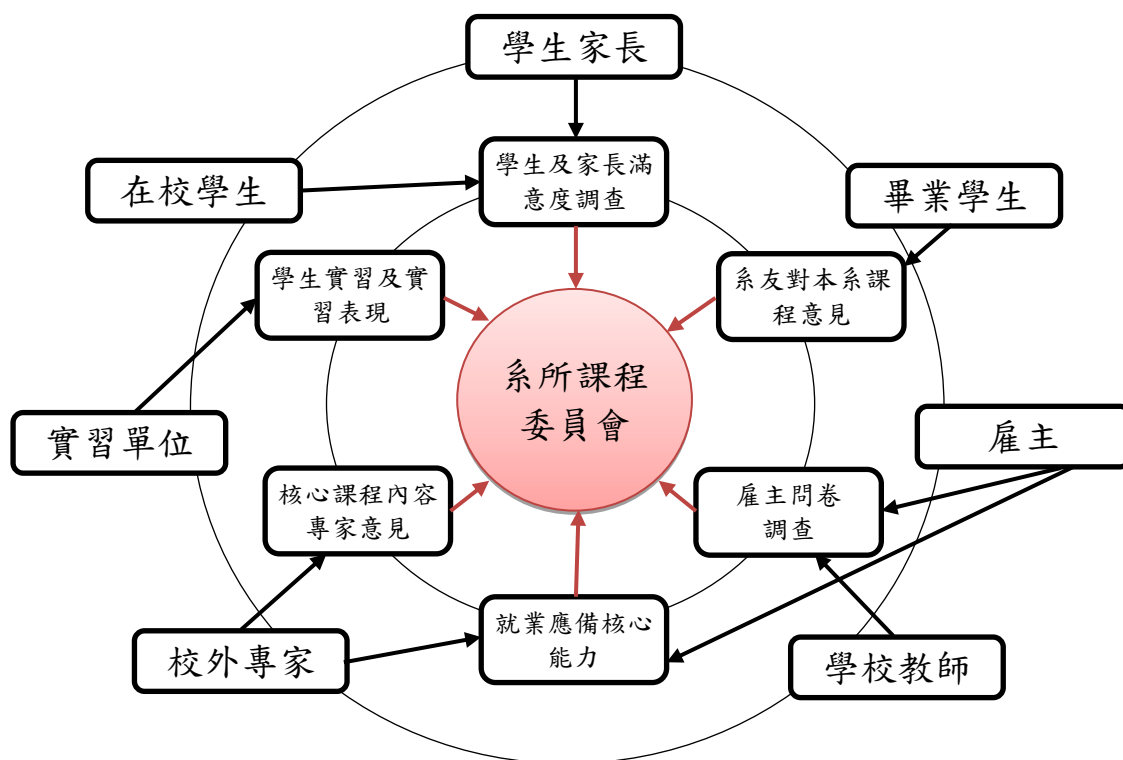 學生家長
學生及家長滿
意度調查
在校學生
畢業學生
學生實習及實
習表現
系友對本系課
程意見
系所課程
委員會
實習單位
雇主
核心課程內容
專家意見
雇主問卷
調查
就業應備核心
能力
校外專家
學校教師